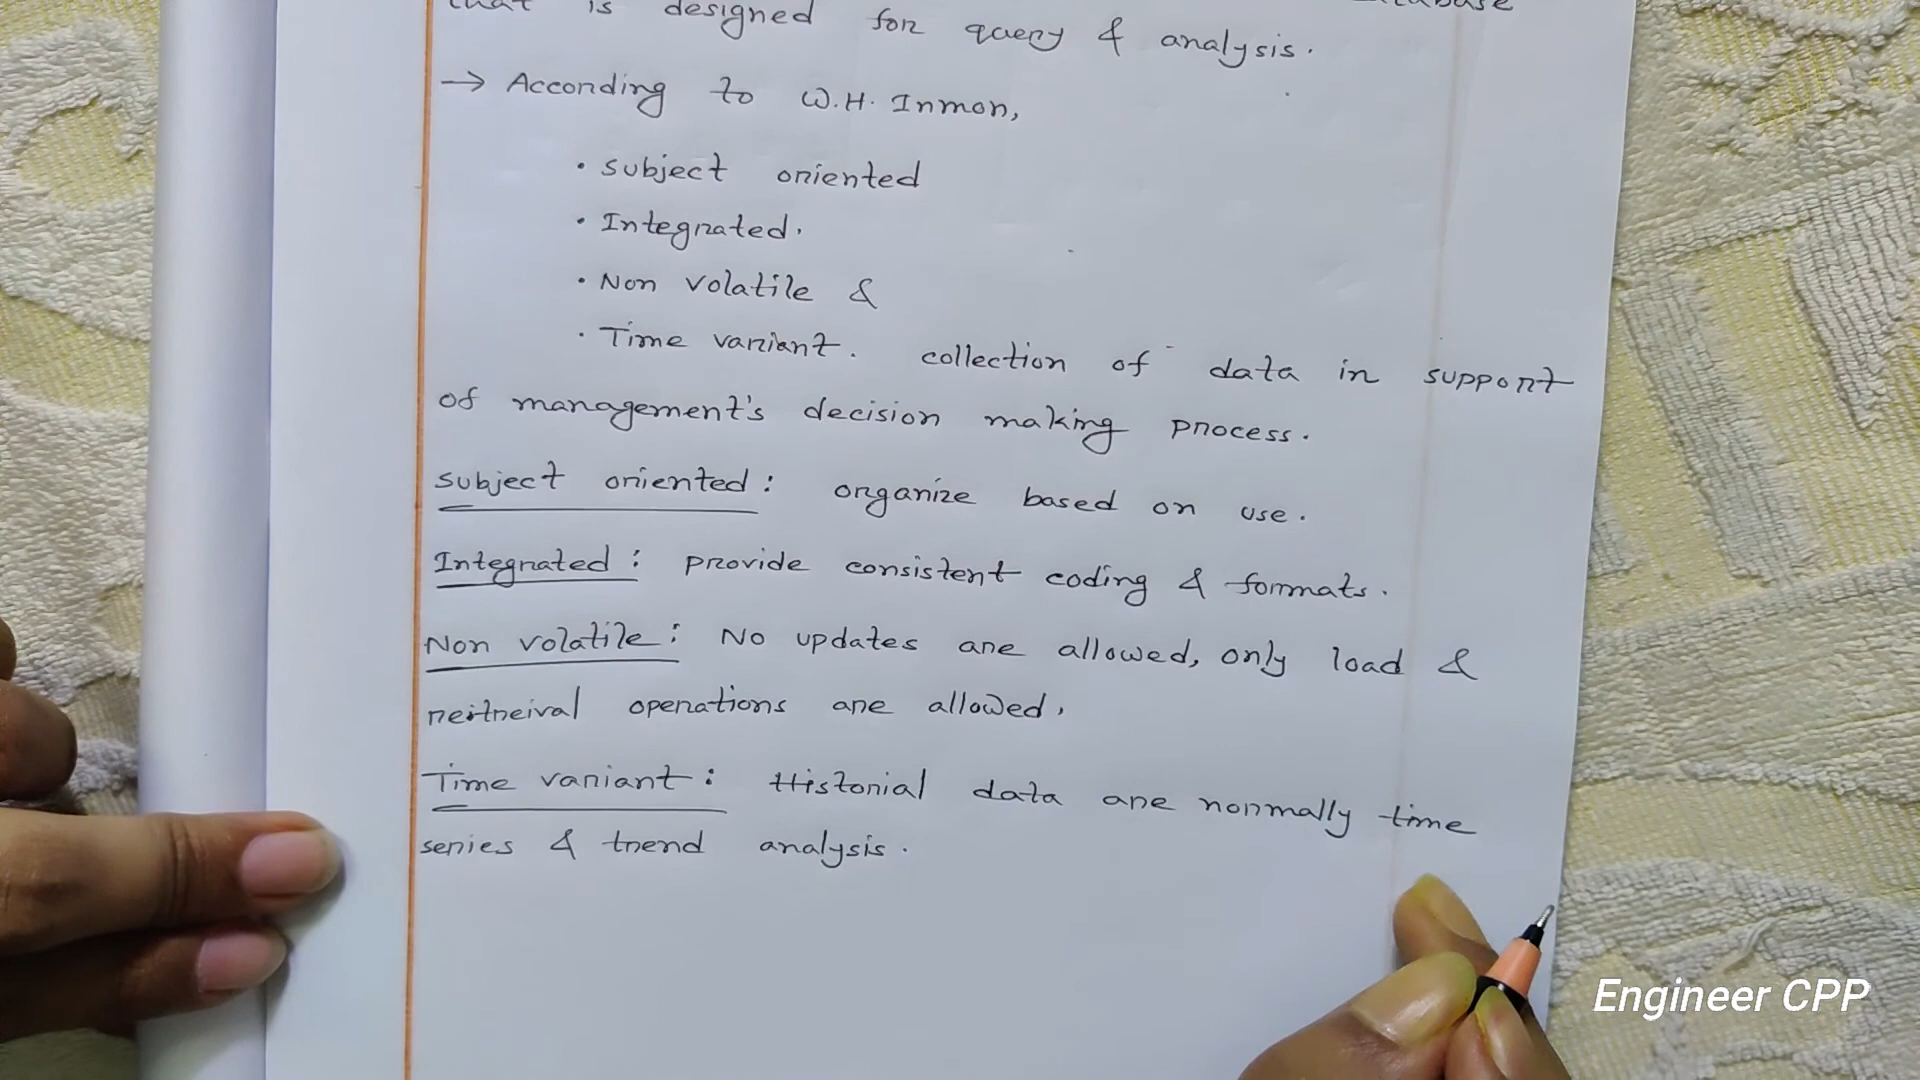 that is designed for query & analysis.
→ According to W.H. Inmon,
• subject oriented
• Integrated.
• Non volatile &
• Time variant. collection of data in support
of management's decision making process.
subject oriented: organize based on use.
Integrated: provide consistent coding & formats.
Non volatile: No updates are allowed, only load &
reitreival operations are allowed,
Time variant: Historial data are normally time
series & trend analysis.
Engineer CPP